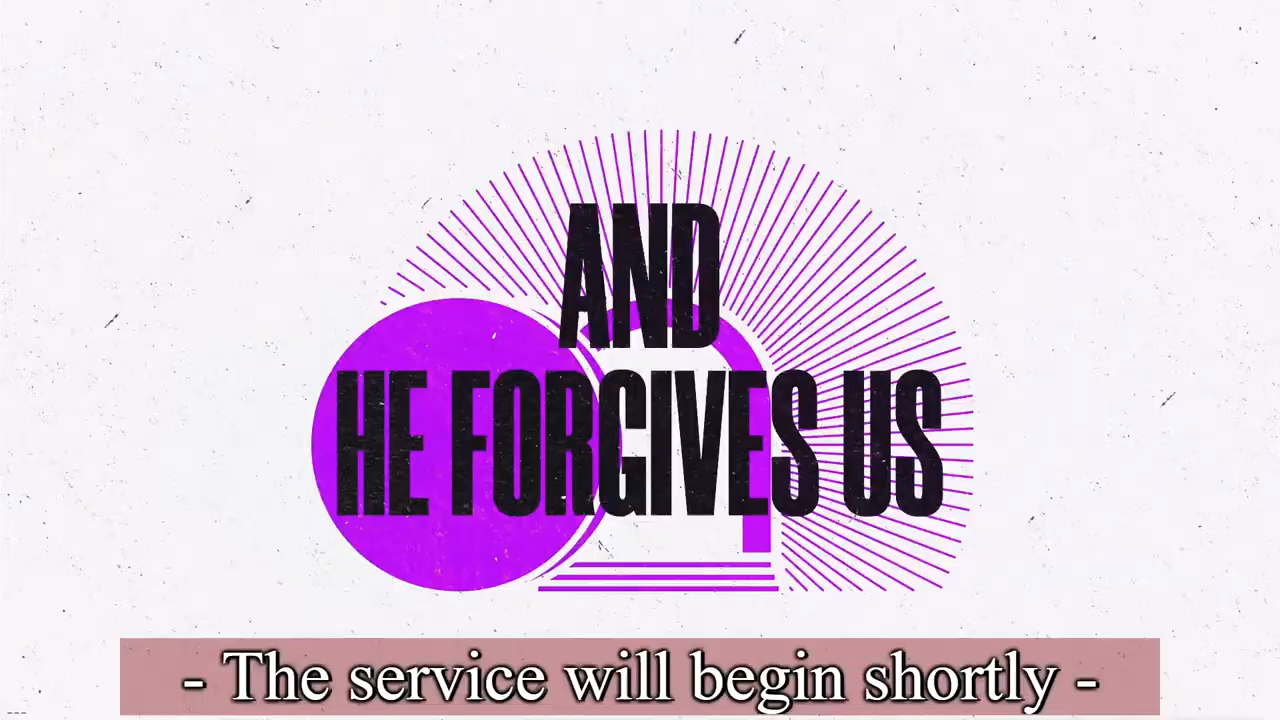 AND
HE FORGIVES US
- The service will begin shortly -